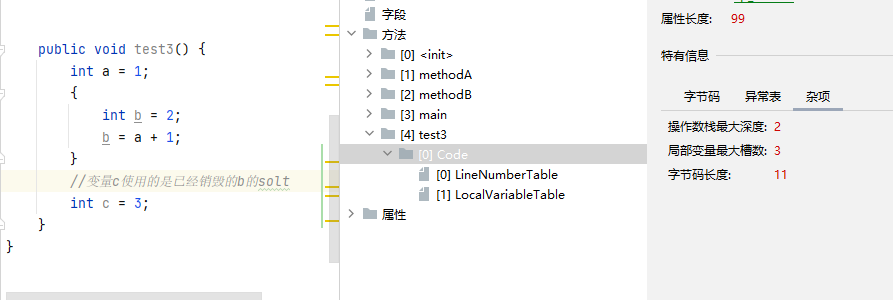 public void test3() {
int a = 1;
{
int b = 2;
b = a + 1;
}
//变量c使用的是已经销毁的b的solt
int c = 3;
}
}
字段
方法
[0] <init>
[1] methodA
[2] methodB
[3] main
[4] test3
[0] Code
[0] LineNumberTable
[1] LocalVariableTable
属性
属性长度: 99
特有信息
字节码 异常表 杂项
操作数栈最大深度: 2
局部变量最大槽数: 3
字节码长度: 11